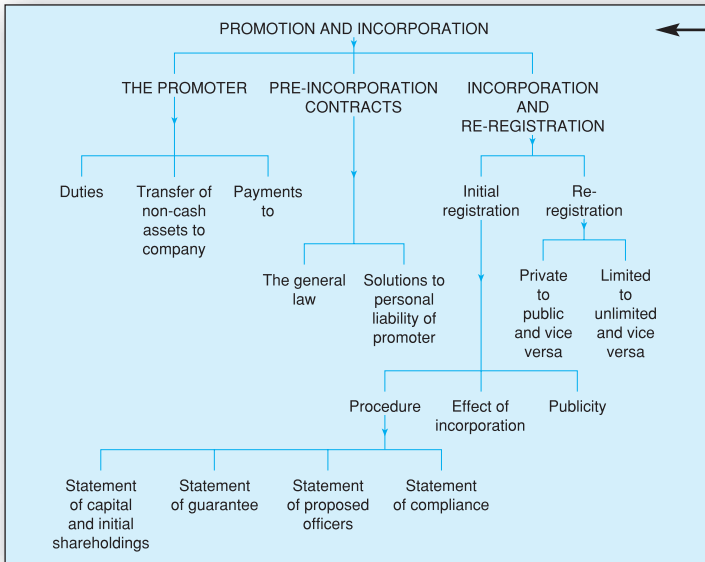 PROMOTION AND INCORPORATION
THE PROMOTER
PRE-INCORPORATION
CONTRACTS
INCORPORATION
AND
RE-REGISTRATION
Duties
Transfer of
non-cash
assets to
company
Payments
to
Initial
registration
Re-
registration
The general
law
Solutions to
personal
liability of
promoter
Private
to
public
and vice
versa
Limited
to
unlimited
and vice
versa
Procedure
Effect of
incorporation
Publicity
Statement
of capital
and initial
shareholdings
Statement
of guarantee
Statement
of proposed
officers
Statement
of compliance